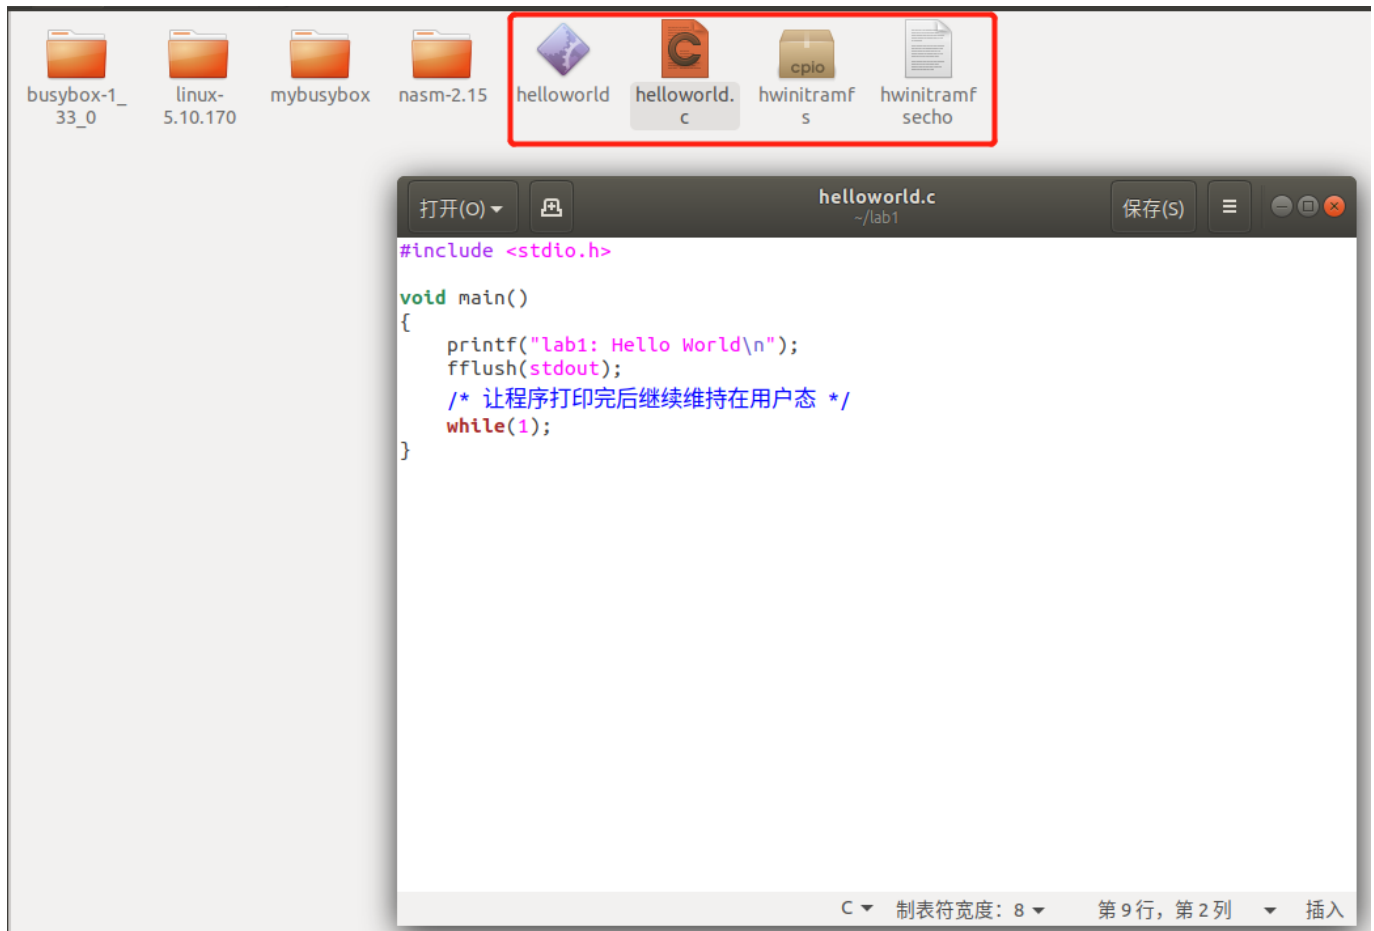 busybox-1_
33_0
linux-
5.10.170
mybusybox
nasm-2.15
helloworld
helloworld.
c
cpio
hwinitramf
s
hwinitramf
secho
打开(O)
helloworld.c
~/lab1
保存(S)
#include <stdio.h>
void main()
{
printf("lab1: Hello World\n");
fflush(stdout);
/* 让程序打印完后继续维持在用户态 */
while(1);
}
C
制表符宽度：8
第 9 行，第 2 列
插入